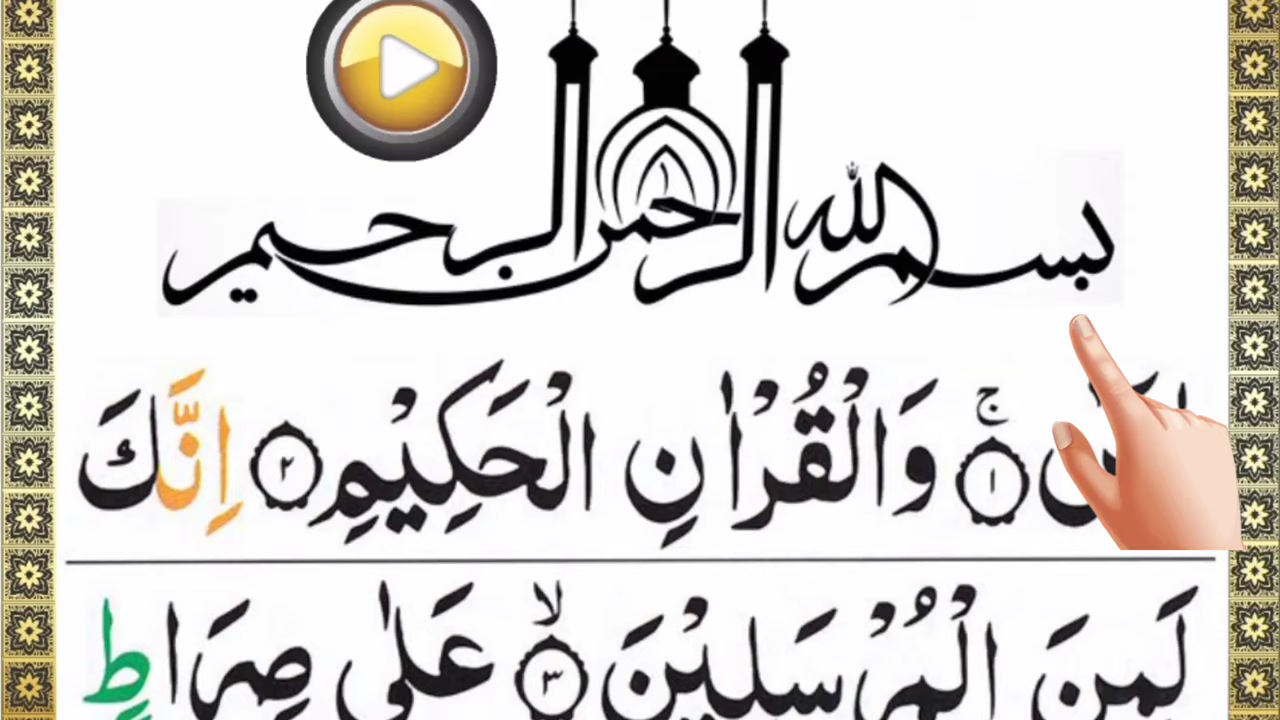 بسم الله الرحمن الرحيم
۝١ۚ وَالْقُرْاٰنِ الْحَكِيْمِ ۝٢ اِنَّكَ
لَمِنَ الْمُرْسَلِيْنَ ۝٣ۙ عَلٰى صِرَاطٍ